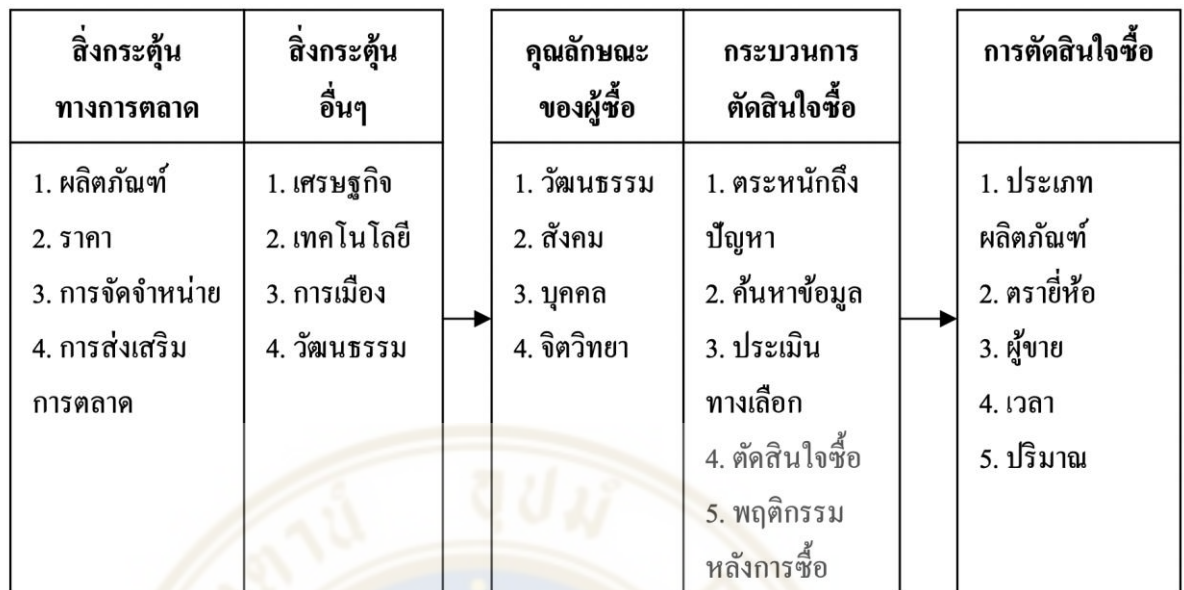 สิ่งกระตุ้น
ทางการตลาด
1. ผลิตภัณฑ์
2. ราคา
3. การจัดจำหน่าย
4. การส่งเสริม
การตลาด
สิ่งกระตุ้น
อื่นๆ
1. เศรษฐกิจ
2. เทคโนโลยี
3. การเมือง
4. วัฒนธรรม
คุณลักษณะ
ของผู้ซื้อ
1. วัฒนธรรม
2. สังคม
3. บุคคล
4. จิตวิทยา
กระบวนการ
ตัดสินใจซื้อ
1. ตระหนักถึง
ปัญหา
2. ค้นหาข้อมูล
3. ประเมิน
ทางเลือก
4. ตัดสินใจซื้อ
5. พฤติกรรม
หลังการซื้อ
การตัดสินใจซื้อ
1. ประเภท
ผลิตภัณฑ์
2. ตรายี่ห้อ
3. ผู้ขาย
4. เวลา
5. ปริมาณ